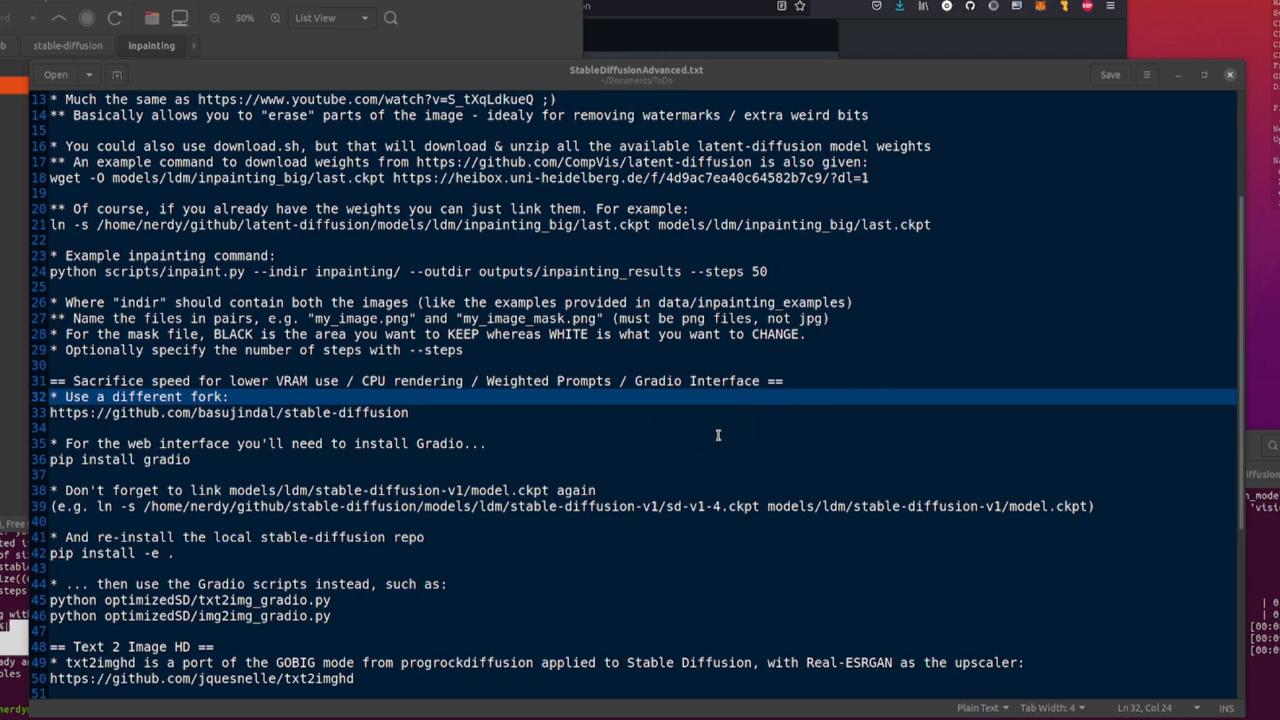 50%
List View
stable-diffusion
inpainting
Open
StableDiffusionAdvanced.txt
~/Documents/ToDo
Save
13 * Much the same as https://www.youtube.com/watch?v=S_tXqLdkueQ ;)
14 ** Basically allows you to "erase" parts of the image - idealy for removing watermarks / extra weird bits
15
16 * You could also use download.sh, but that will download & unzip all the available latent-diffusion model weights
17 ** An example command to download weights from https://github.com/CompVis/latent-diffusion is also given:
18 wget -O models/ldm/inpainting_big/last.ckpt https://heibox.uni-heidelberg.de/f/4d9ac7ea40c64582b7c9/?dl=1
19
20 ** Of course, if you already have the weights you can just link them. For example:
21 ln -s /home/nerdy/github/latent-diffusion/models/ldm/inpainting_big/last.ckpt models/ldm/inpainting_big/last.ckpt
22
23 * Example inpainting command:
24 python scripts/inpaint.py --indir inpainting/ --outdir outputs/inpainting_results --steps 50
25
26 * Where "indir" should contain both the images (like the examples provided in data/inpainting_examples)
27 ** Name the files in pairs, e.g. "my_image.png" and "my_image_mask.png" (must be png files, not jpg)
28 * For the mask file, BLACK is the area you want to KEEP whereas WHITE is what you want to CHANGE.
29 * Optionally specify the number of steps with --steps
30
31 == Sacrifice speed for lower VRAM use / CPU rendering / Weighted Prompts / Gradio Interface ==
32 * Use a different fork:
33 https://github.com/basujindal/stable-diffusion
34
35 * For the web interface you'll need to install Gradio...
36 pip install gradio
37
38 * Don't forget to link models/ldm/stable-diffusion-v1/model.ckpt again
39 (e.g. ln -s /home/nerdy/github/stable-diffusion/models/ldm/stable-diffusion-v1/sd-v1-4.ckpt models/ldm/stable-diffusion-v1/model.ckpt)
40
41 * And re-install the local stable-diffusion repo
42 pip install -e .
43
44 * ... then use the Gradio scripts instead, such as:
45 python optimizedSD/txt2img_gradio.py
46 python optimizedSD/img2img_gradio.py
47
48 == Text 2 Image HD ==
49 * txt2imghd is a port of the GOBIG mode from progrockdiffusion applied to Stable Diffusion, with Real-ESRGAN as the upscaler:
50 https://github.com/jquesnelle/txt2imghd
51
Plain Text
Tab Width: 4
Ln 32, Col 24
INS